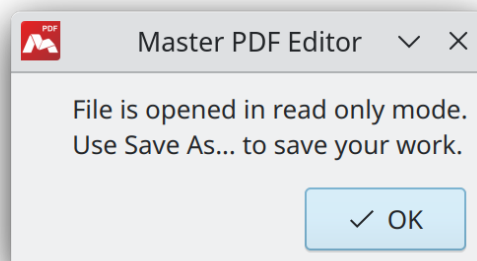 PDF
Master PDF Editor
File is opened in read only mode.
Use Save As... to save your work.
OK